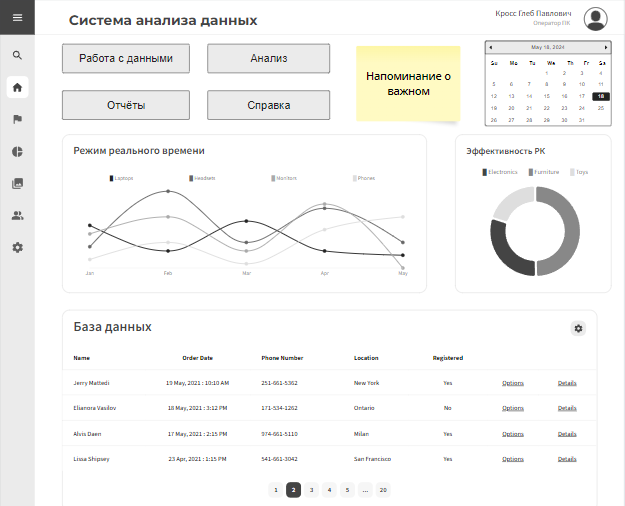 Система анализа данных
Кросс Глеб Павлович
Оператор ПК
Работа с данными
Анализ
Отчёты
Справка
Напоминание о
важном
May 18, 2024
Su Mo Tu We Th Fr Sa
1 2 3 4
5 6 7 8 9 10 11
12 13 14 15 16 17 18
19 20 21 22 23 24 25
26 27 28 29 30 31
Режим реального времени
Laptops Headsets Monitors Phones
Jan Feb Mar Apr May
Эффективность РК
Electronics Furniture Toys
База данных
Name Order Date Phone Number Location Registered
Jerry Mattedi 19 May, 2021 : 10:10 AM 251-661-5362 New York Yes Options Details
Elianora Vasilov 18 May, 2021 : 3:12 PM 171-534-1262 Ontario No Options Details
Alvis Daen 17 May, 2021 : 2:15 PM 974-661-5110 Milan Yes Options Details
Lissa Shipsey 23 Apr, 2021 : 1:15 PM 541-661-3042 San Francisco Yes Options Details
1 2 3 4 5 ... 20